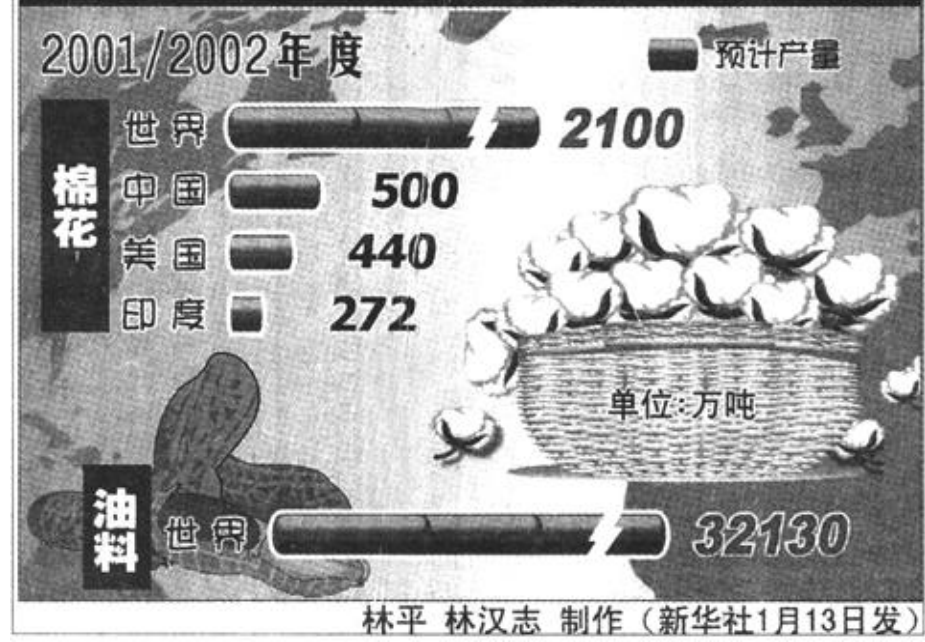 2001/2002年度
预计产量
棉花
世界 2100
中国 500
美国 440
印度 272
单位:万吨
油料
世界 32130
林平 林汉志 制作（新华社1月13日发）